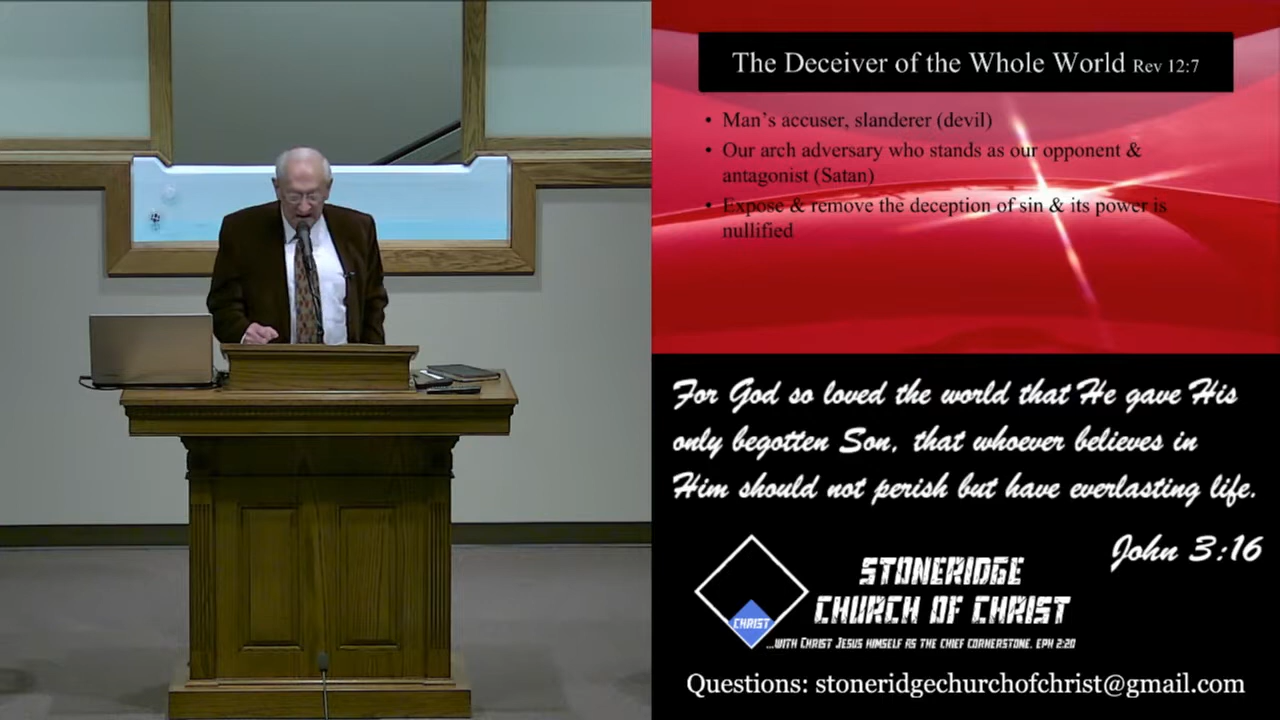 The Deceiver of the Whole World Rev 12:7
• Man's accuser, slanderer (devil)
• Our arch adversary who stands as our opponent &
antagonist (Satan)
• Expose & remove the deception of sin & its power is
nullified
For God so loved the world that He gave His
only begotten Son, that whoever believes in
Him should not perish but have everlasting life.
John 3:16
CHRIST
STONERIDGE
CHURCH OF CHRIST
...WITH CHRIST JESUS HIMSELF AS THE CHIEF CORNERSTONE. EPH 2:20
Questions: stoneridgechurchofchrist@gmail.com